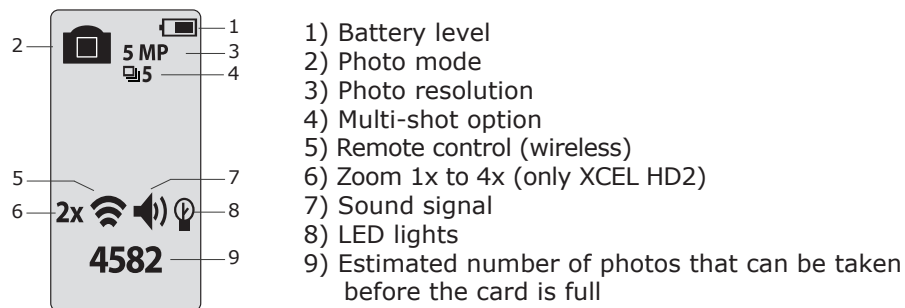 1
2
5 MP
3
5
4
5
7
6
2x
8
4582
9
1) Battery level
2) Photo mode
3) Photo resolution
4) Multi-shot option
5) Remote control (wireless)
6) Zoom 1x to 4x (only XCEL HD2)
7) Sound signal
8) LED lights
9) Estimated number of photos that can be taken
before the card is full